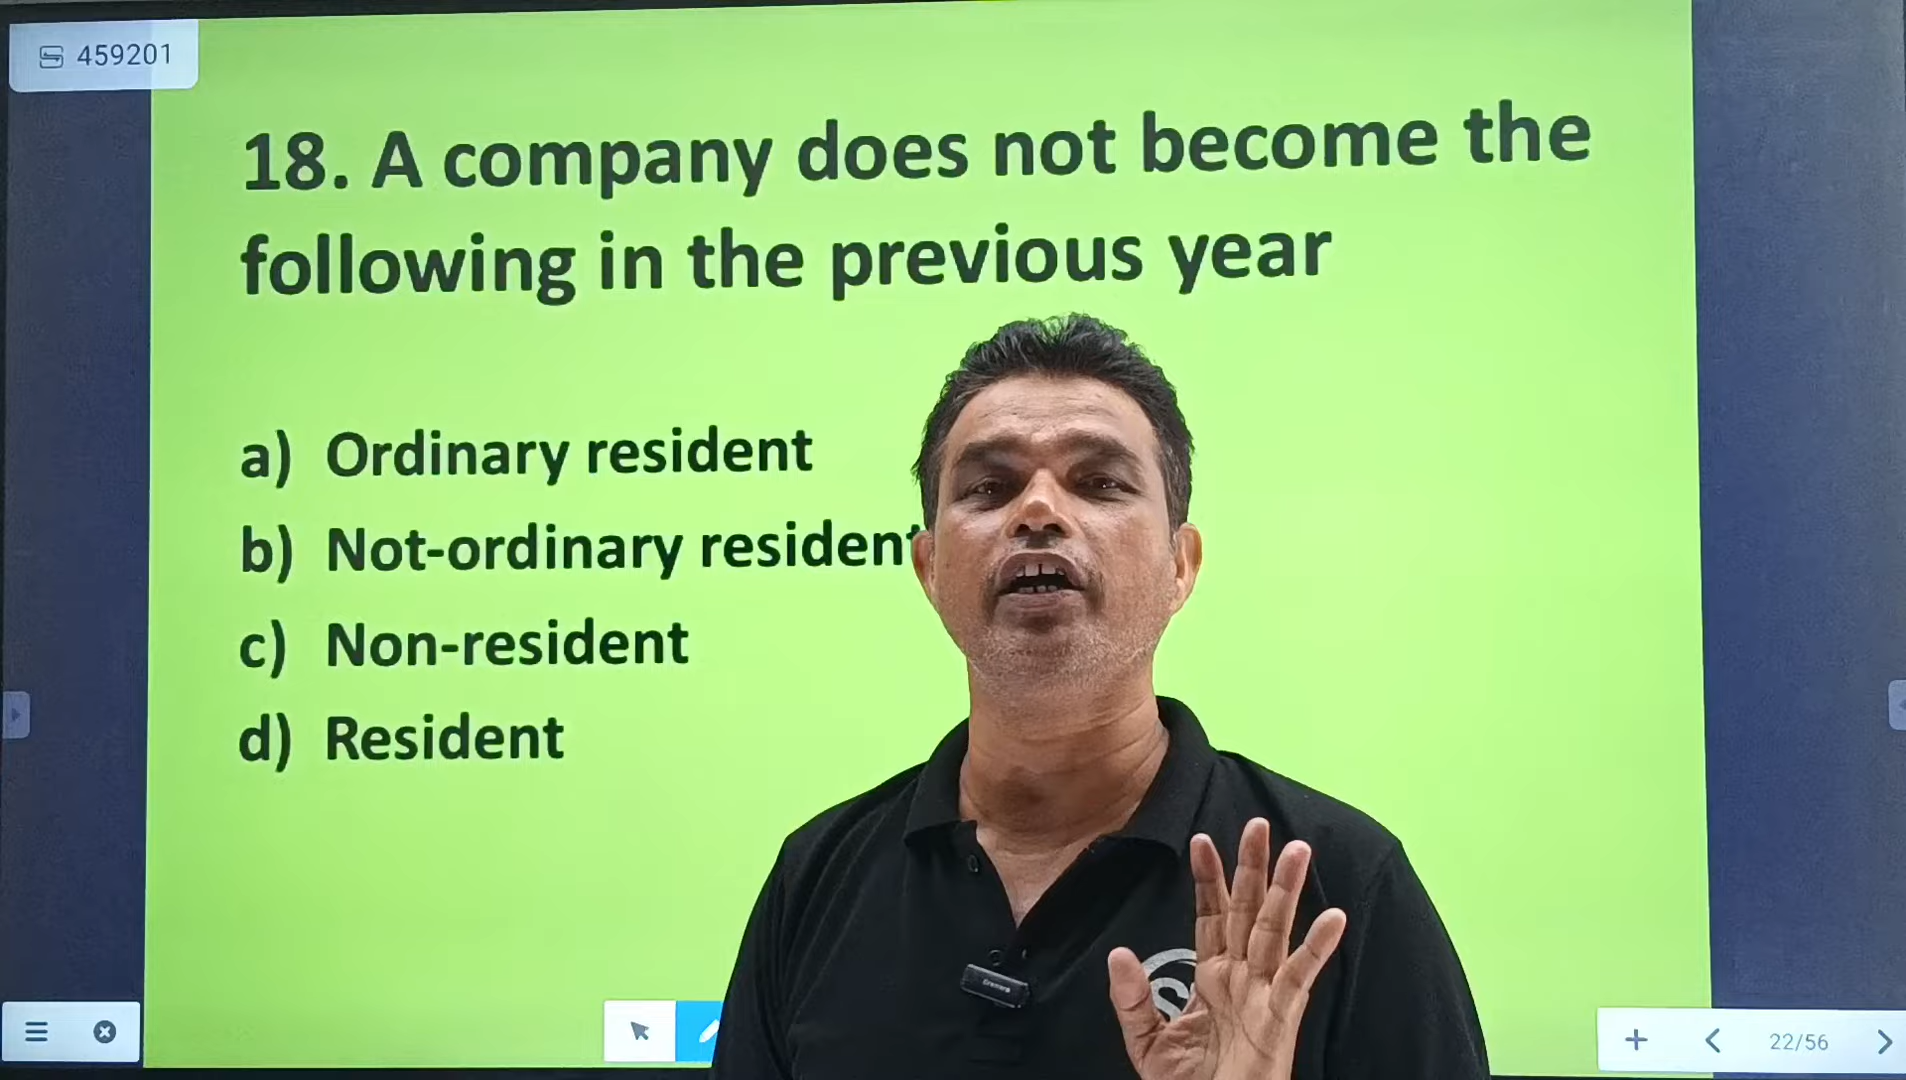 459201
18. A company does not become the
following in the previous year
a) Ordinary resident
b) Not-ordinary resident
c) Non-resident
d) Resident
22/56